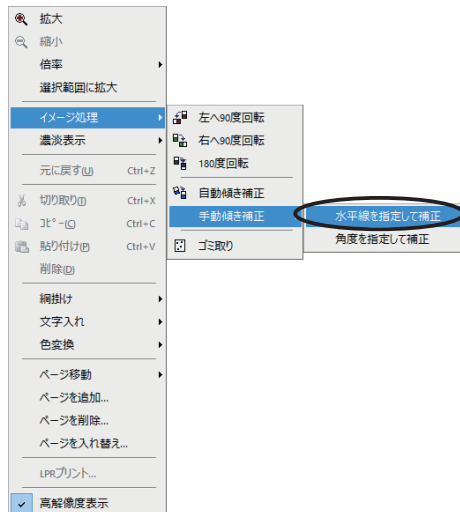 拡大
縮小
倍率
選択範囲に拡大
イメージ処理
濃淡表示
元に戻す(U) Ctrl+Z
切り取り(T) Ctrl+X
ｺﾋﾟｰ(C) Ctrl+C
貼り付け(P) Ctrl+V
削除(D)
網掛け
文字入れ
色変換
ページ移動
ページを追加...
ページを削除...
ページを入れ替え...
LPRプリント...
高解像度表示
左へ90度回転
右へ90度回転
180度回転
自動傾き補正
手動傾き補正
ゴミ取り
水平線を指定して補正
角度を指定して補正